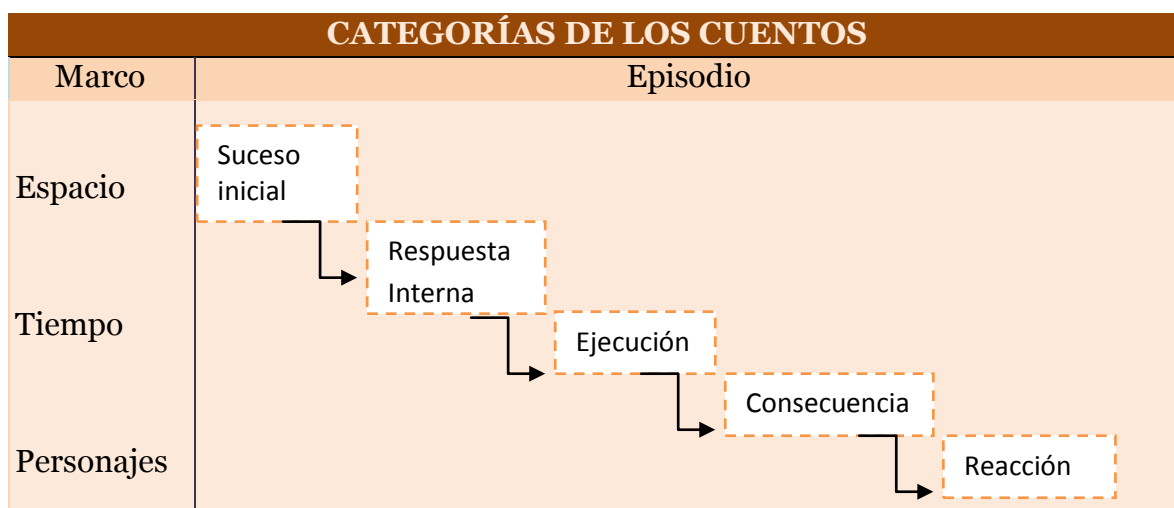 CATEGORÍAS DE LOS CUENTOS
Marco
Episodio
Espacio
Suceso
inicial
Respuesta
Interna
Tiempo
Ejecución
Consecuencia
Personajes
Reacción